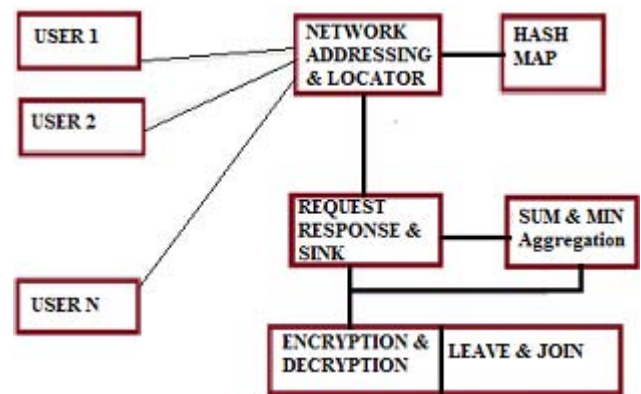 USER 1
USER 2
USER N
NETWORK
ADDRESSING
& LOCATOR
HASH
MAP
REQUEST
RESPONSE &
SINK
SUM & MIN
Aggregation
ENCRYPTION &
DECRYPTION
LEAVE & JOIN